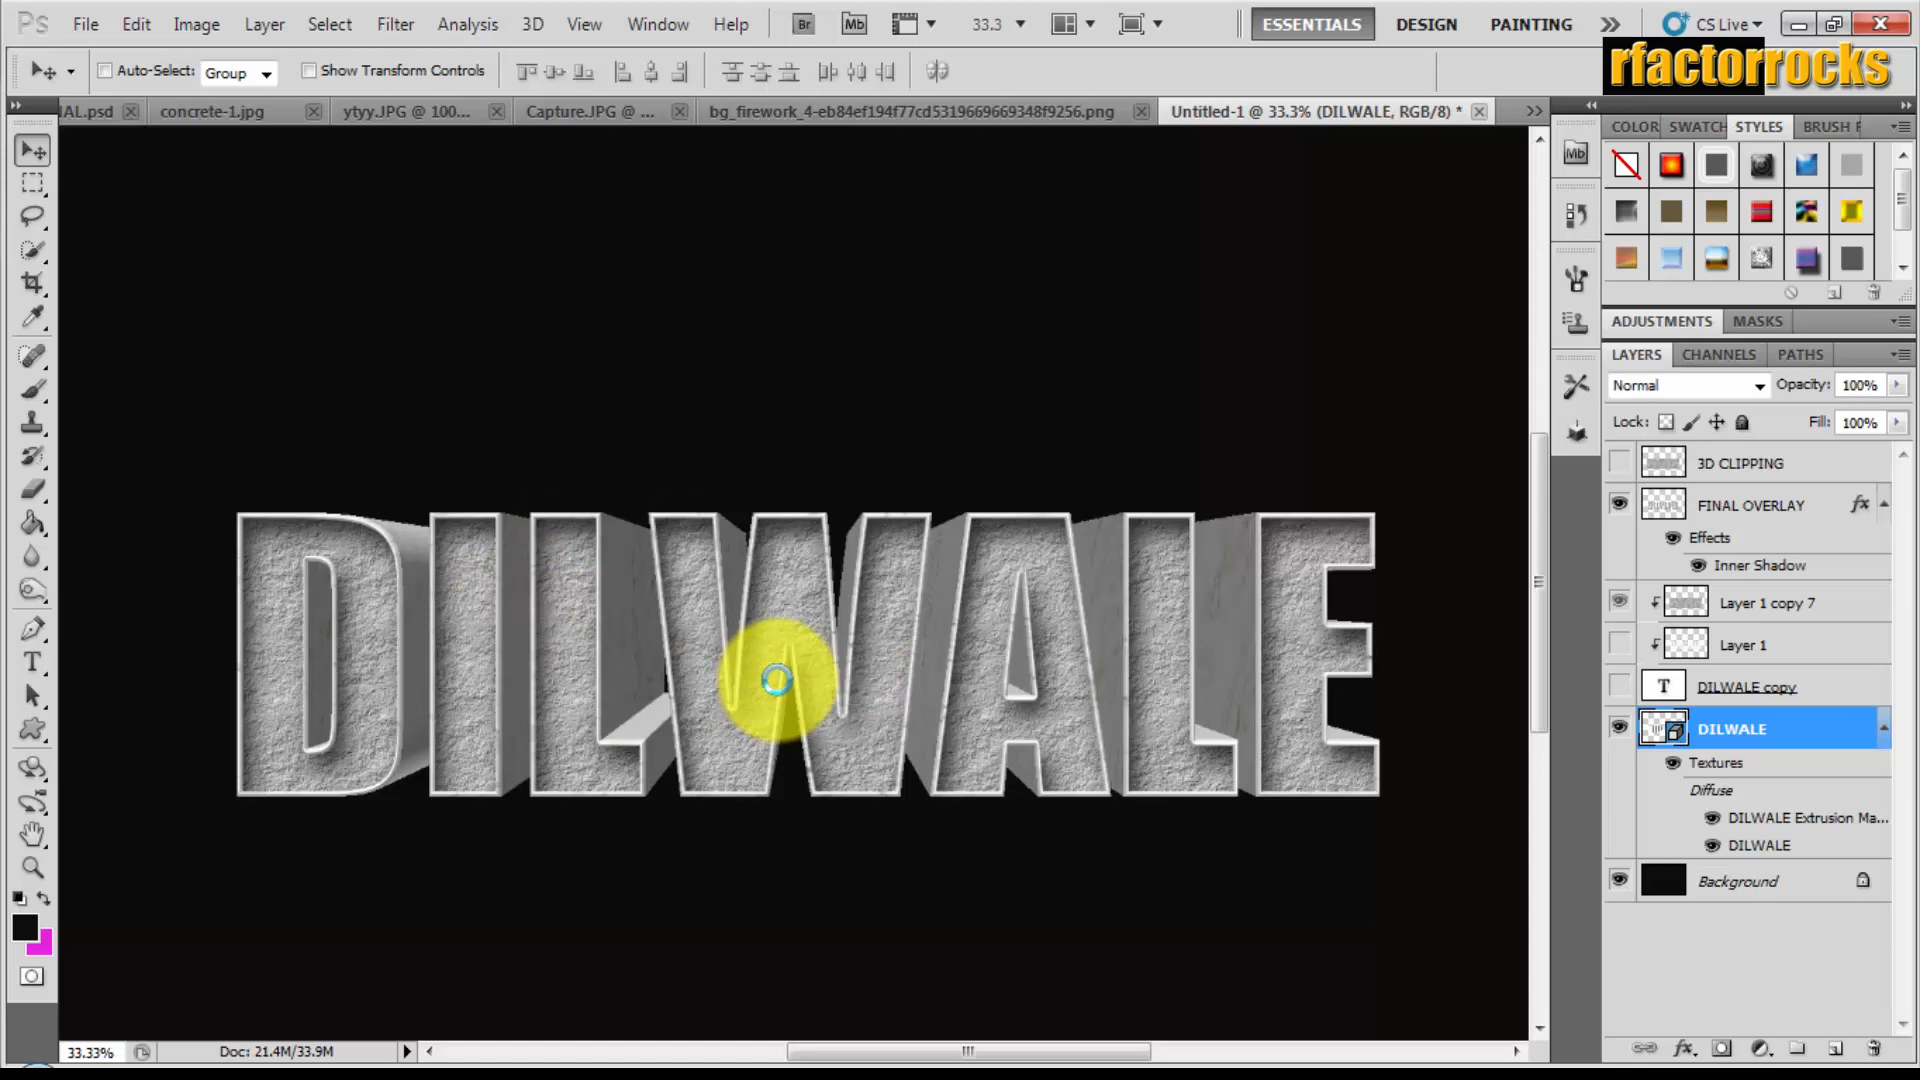 Ps File Edit Image Layer Select Filter Analysis 3D View Window Help Br Mb 33.3 ESSENTIALS DESIGN PAINTING CS Live
rfactorrocks
Auto-Select: Group Show Transform Controls
AL.psd concrete-1.jpg ytyy.JPG @ 100... Capture.JPG @ ... bg_firework_4-eb84ef194f77cd5319669669348f9256.png Untitled-1 @ 33.3% (DILWALE, RGB/8) *
COLOR SWATCH STYLES BRUSH P
Mb
ADJUSTMENTS MASKS
LAYERS CHANNELS PATHS
Normal Opacity: 100%
Lock: Fill: 100%
3D CLIPPING
FINAL OVERLAY fx
Effects
Inner Shadow
Layer 1 copy 7
Layer 1
T DILWALE copy
DILWALE
Textures
Diffuse
DILWALE Extrusion Ma...
DILWALE
Background
DILWALE
33.33% Doc: 21.4M/33.9M